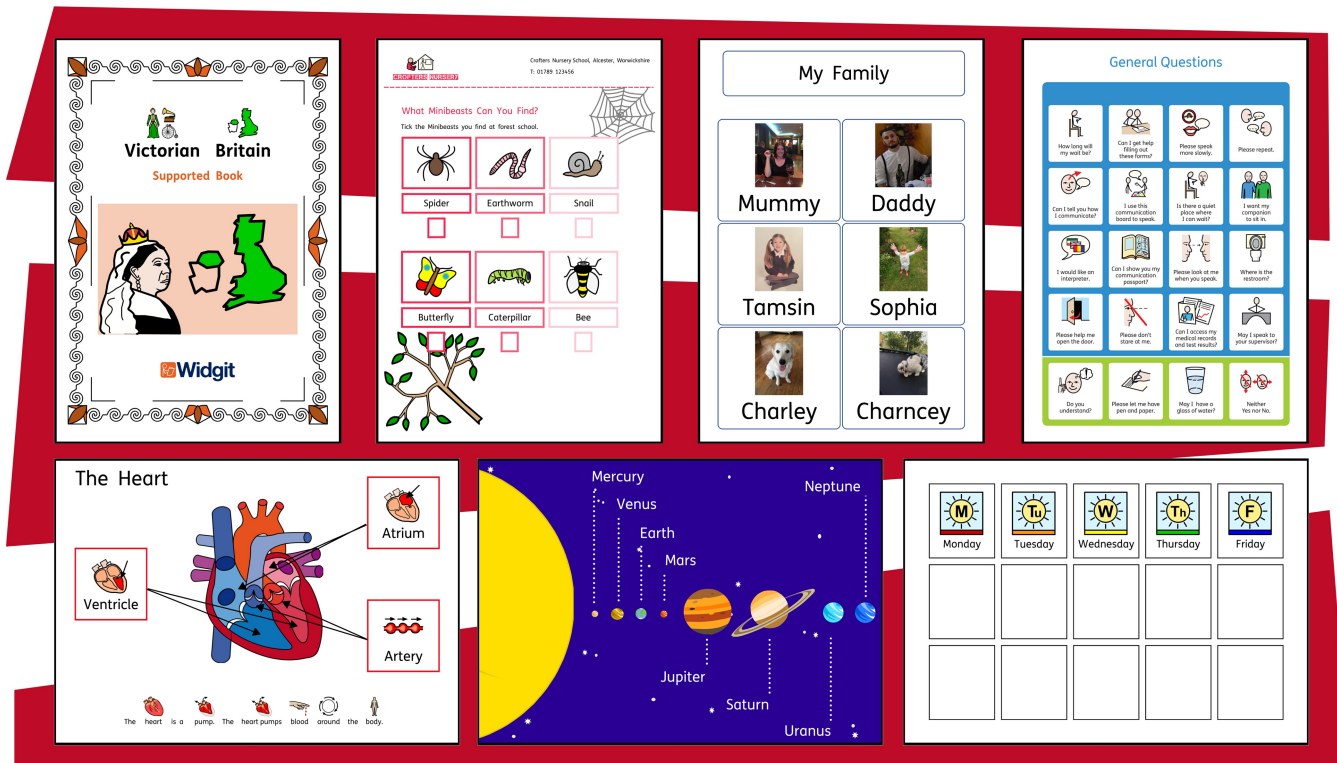 Victorian Britain
Supported Book
Widgit
CROFTERS NURSERY
Crofters Nursery School, Alcester, Warwickshire
T: 01789 123456
What Minibeasts Can You Find?
Tick the Minibeasts you find at forest school.
Spider Earthworm Snail
Butterfly Caterpillar Bee
My Family
Mummy Daddy
Tamsin Sophia
Charley Charncey
General Questions
How long will
my wait be?
Can I get help
filling out
these forms?
Please speak
more slowly.
Please repeat.
Can I tell you how
I communicate?
I use this
communication
board to speak.
Is there a quiet
place where
I can wait?
I want my
companion
to sit in.
I would like an
interpreter.
Can I show you my
communication
passport?
Please look at me
when you speak.
Where is the
restroom?
Please help me
open the door.
Please don't
stare at me.
Can I access my
medical records
and test results?
May I speak to
your supervisor?
Do you
understand?
Please let me have
pen and paper.
May I have a
glass of water?
Neither
Yes nor No.
The Heart
Atrium
Ventricle
Artery
The heart is a pump. The heart pumps blood around the body.
Mercury
Venus
Earth
Mars
Neptune
Jupiter
Saturn
Uranus
M Tu W Th F
Monday Tuesday Wednesday Thursday Friday